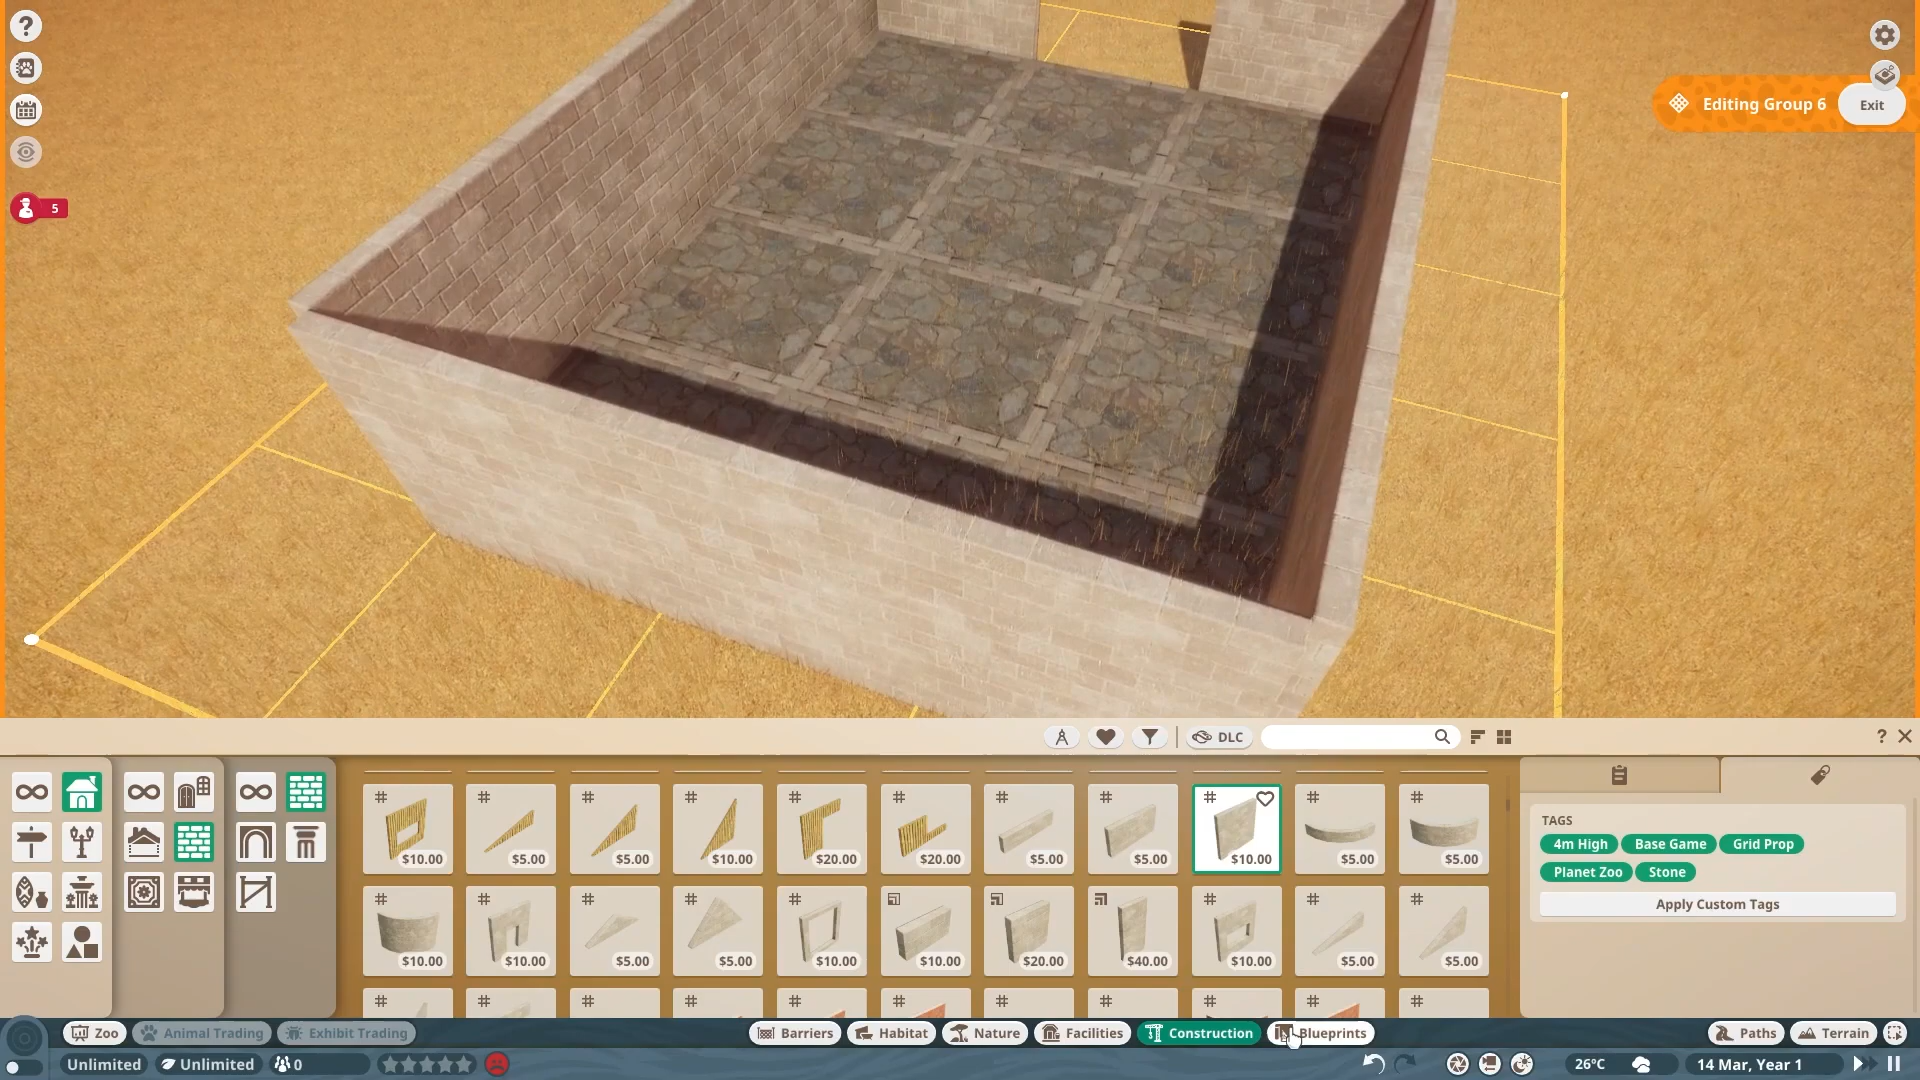 ?
Editing Group 6 Exit
5
DLC
?
$10.00 $5.00 $5.00 $10.00 $20.00 $20.00 $5.00 $5.00 $10.00 $5.00 $5.00
$10.00 $10.00 $5.00 $5.00 $10.00 $10.00 $20.00 $40.00 $10.00 $5.00 $5.00
TAGS
4m High Base Game Grid Prop
Planet Zoo Stone
Apply Custom Tags
Zoo Animal Trading Exhibit Trading Barriers Habitat Nature Facilities Construction Blueprints Paths Terrain
Unlimited Unlimited 0 26°C 14 Mar, Year 1